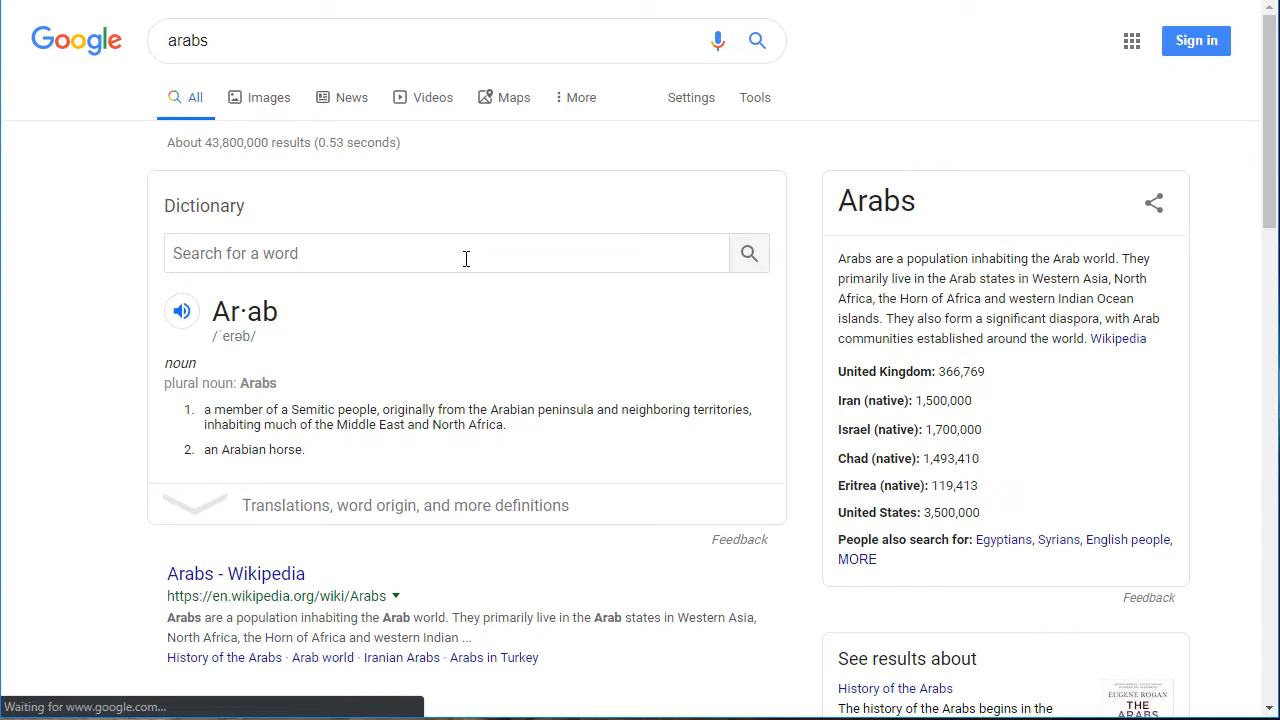 Google
arabs
Sign in
All
Images
News
Videos
Maps
More
Settings
Tools
About 43,800,000 results (0.53 seconds)
Dictionary
Search for a word
Ar·ab
/ˈerəb/
noun
plural noun: Arabs
1. a member of a Semitic people, originally from the Arabian peninsula and neighboring territories,
inhabiting much of the Middle East and North Africa.
2. an Arabian horse.
Translations, word origin, and more definitions
Feedback
Arabs - Wikipedia
https://en.wikipedia.org/wiki/Arabs
Arabs are a population inhabiting the Arab world. They primarily live in the Arab states in Western Asia,
North Africa, the Horn of Africa and western Indian ...
History of the Arabs · Arab world · Iranian Arabs · Arabs in Turkey
Arabs
Arabs are a population inhabiting the Arab world. They
primarily live in the Arab states in Western Asia, North
Africa, the Horn of Africa and western Indian Ocean
islands. They also form a significant diaspora, with Arab
communities established around the world. Wikipedia
United Kingdom: 366,769
Iran (native): 1,500,000
Israel (native): 1,700,000
Chad (native): 1,493,410
Eritrea (native): 119,413
United States: 3,500,000
People also search for: Egyptians, Syrians, English people,
MORE
Feedback
See results about
History of the Arabs
The history of the Arabs begins in the
EUGENE ROGAN
THE
ARABS
Waiting for www.google.com...